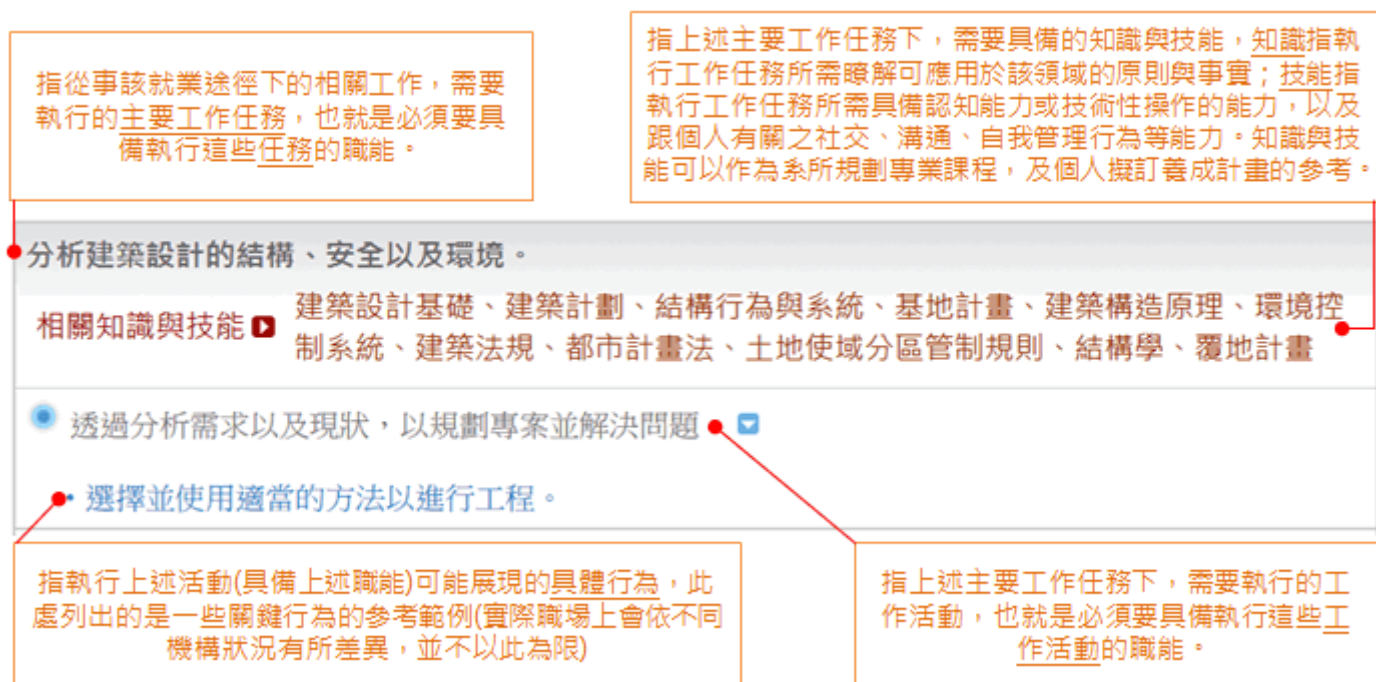 指從事該就業途徑下的相關工作，需要
執行的主要工作任務，也就是必須要具
備執行這些任務的職能。
指上述主要工作任務下，需要具備的知識與技能，知識指執
行工作任務所需瞭解可應用於該領域的原則與事實；技能指
執行工作任務所需具備認知能力或技術性操作的能力，以及
跟個人有關之社交、溝通、自我管理行為等能力。知識與技
能可以作為系所規劃專業課程，及個人擬訂養成計畫的參考。
分析建築設計的結構、安全以及環境。
相關知識與技能
建築設計基礎、建築計劃、結構行為與系統、基地計畫、建築構造原理、環境控
制系統、建築法規、都市計畫法、土地使域分區管制規則、結構學、覆地計畫
透過分析需求以及現狀，以規劃專案並解決問題
選擇並使用適當的方法以進行工程。
指執行上述活動(具備上述職能)可能展現的具體行為，此
處列出的是一些關鍵行為的參考範例(實際職場上會依不同
機構狀況有所差異，並不以此為限)
指上述主要工作任務下，需要執行的工
作活動，也就是必須要具備執行這些工
作活動的職能。